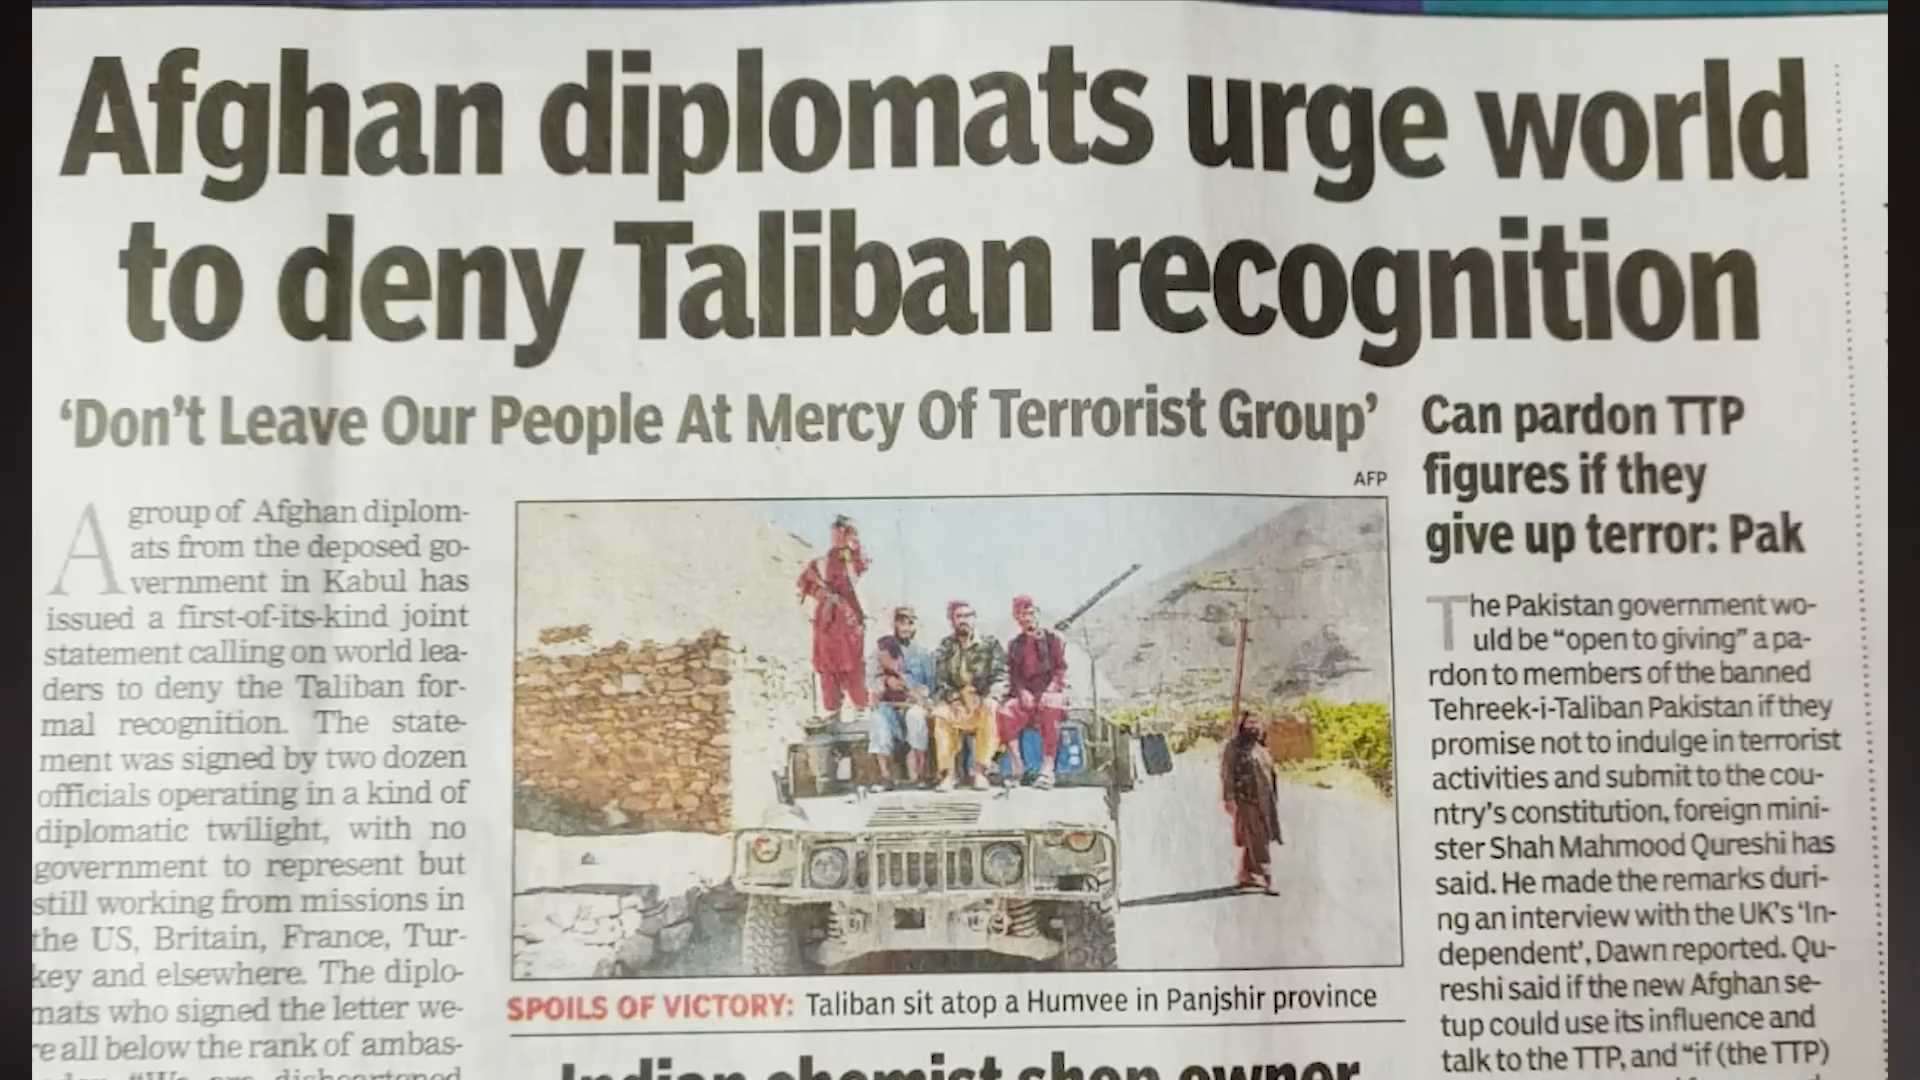 Afghan diplomats urge world
to deny Taliban recognition
‘Don’t Leave Our People At Mercy Of Terrorist Group’
AFP
A group of Afghan diplom-
ats from the deposed go-
vernment in Kabul has
issued a first-of-its-kind joint
statement calling on world lea-
ders to deny the Taliban for-
mal recognition. The state-
ment was signed by two dozen
officials operating in a kind of
diplomatic twilight, with no
government to represent but
still working from missions in
the US, Britain, France, Tur-
key and elsewhere. The diplo-
mats who signed the letter we-
re all below the rank of ambas-
SPOILS OF VICTORY: Taliban sit atop a Humvee in Panjshir province
Indian chemist shop owner
Can pardon TTP
figures if they
give up terror: Pak
The Pakistan government wo-
uld be “open to giving” a pa-
rdon to members of the banned
Tehreek-i-Taliban Pakistan if they
promise not to indulge in terrorist
activities and submit to the cou-
ntry’s constitution, foreign mini-
ster Shah Mahmood Qureshi has
said. He made the remarks duri-
ng an interview with the UK’s ‘In-
dependent’, Dawn reported. Qu-
reshi said if the new Afghan se-
tup could use its influence and
talk to the TTP, and “if (the TTP)